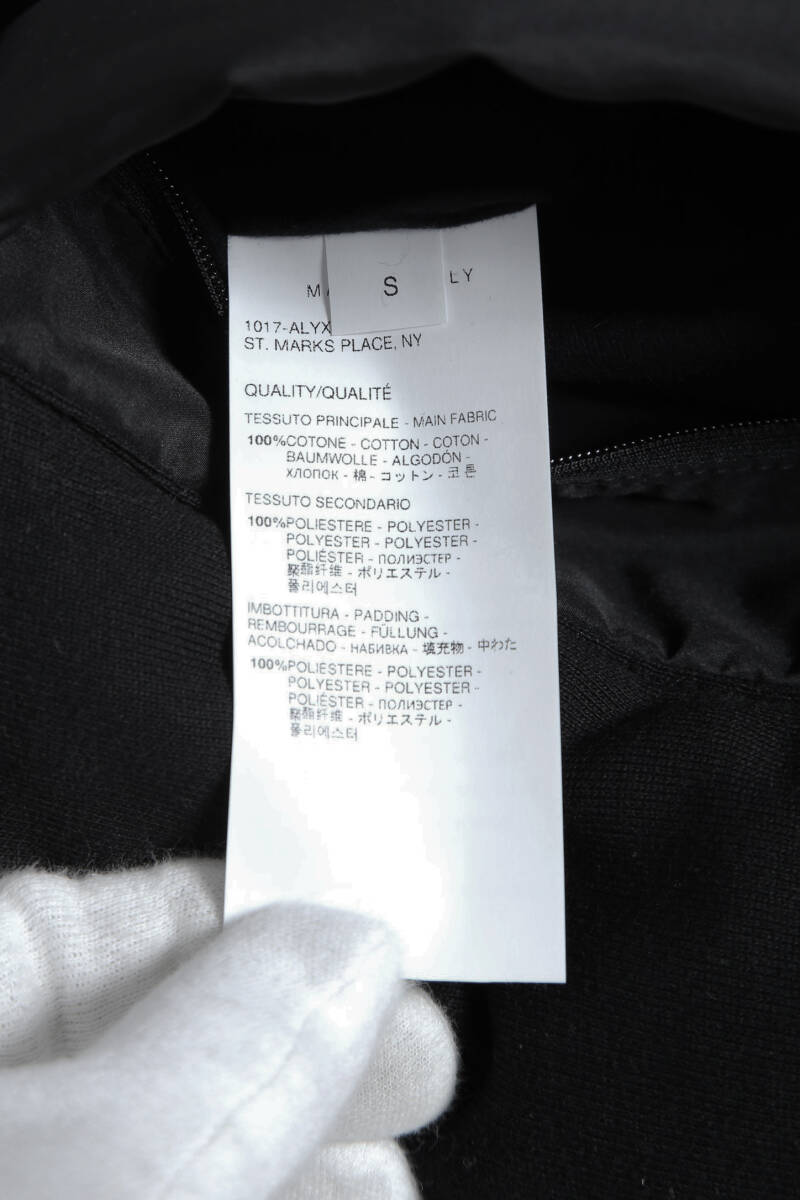 S
LY
1017-ALYX
ST. MARKS PLACE, NY
QUALITY/QUALITÉ
TESSUTO PRINCIPALE - MAIN FABRIC
100%COTONE - COTTON - COTON -
BAUMWOLLE - ALGODÓN -
ХЛОПОК - 棉 - コットン - 코튼
TESSUTO SECONDARIO
100%POLIESTERE - POLYESTER -
POLYESTER - POLYESTER -
POLIÉSTER - ПОЛИЭСТЕР -
聚酯纤维 - ポリエステル -
폴리에스터
IMBOTTITURA - PADDING -
REMBOURRAGE - FÜLLUNG -
ACOLCHADO - НАБИВКА - 填充物 - 中わた
100%POLIESTERE - POLYESTER -
POLYESTER - POLYESTER -
POLIÉSTER - ПОЛИЭСТЕР -
聚酯纤维 - ポリエステル -
폴리에스터